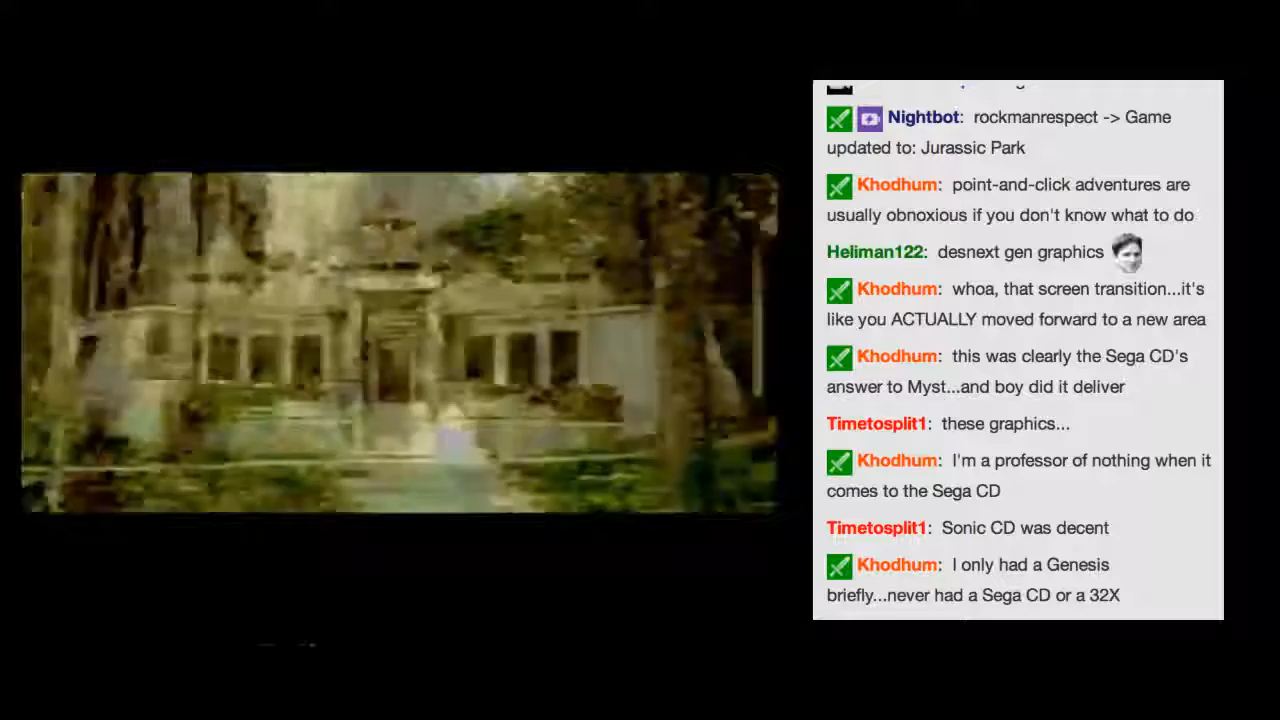 Nightbot: rockmanrespect -> Game
updated to: Jurassic Park
Khodhum: point-and-click adventures are
usually obnoxious if you don't know what to do
Heliman122: desnext gen graphics
Khodhum: whoa, that screen transition...it's
like you ACTUALLY moved forward to a new area
Khodhum: this was clearly the Sega CD's
answer to Myst...and boy did it deliver
Timetosplit1: these graphics...
Khodhum: I'm a professor of nothing when it
comes to the Sega CD
Timetosplit1: Sonic CD was decent
Khodhum: I only had a Genesis
briefly...never had a Sega CD or a 32X